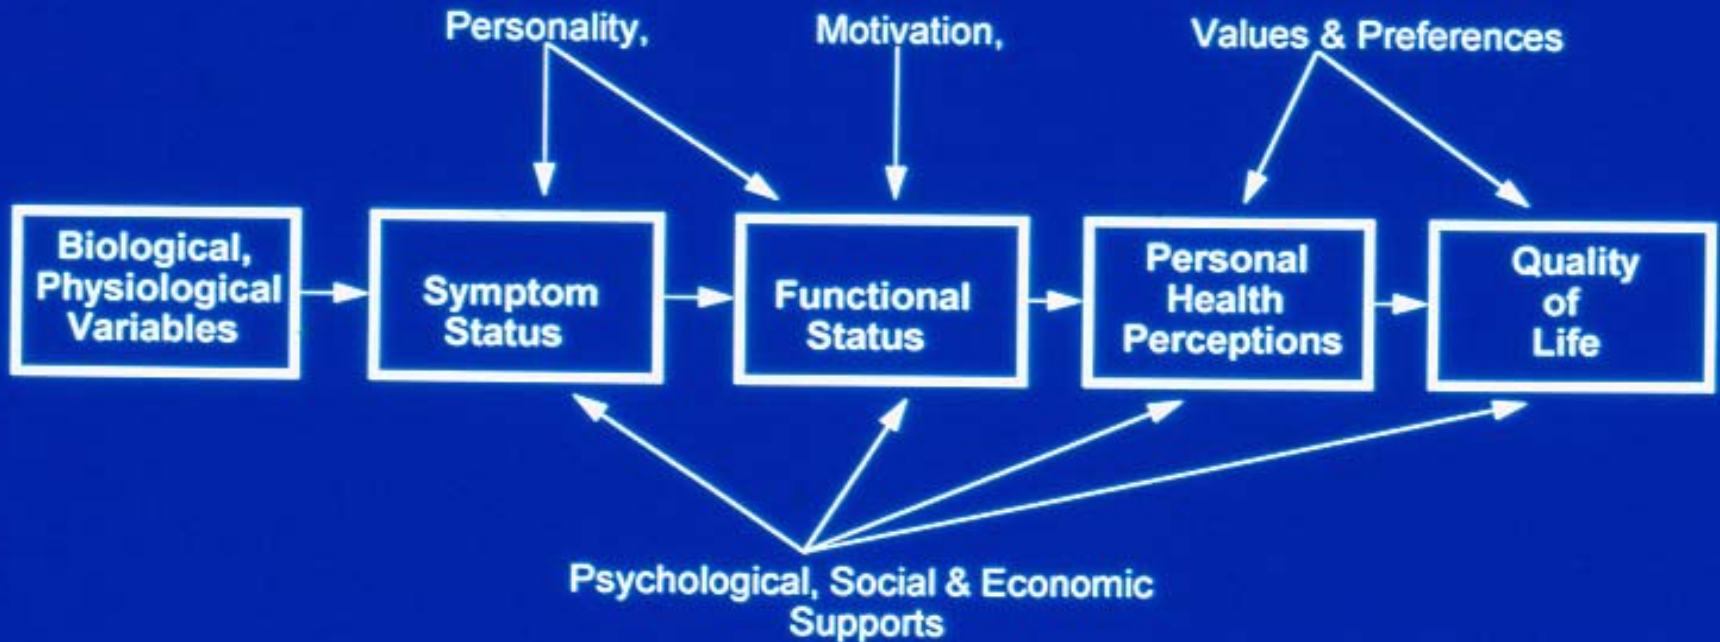 Personality,
Motivation,
Values & Preferences
Biological,
Physiological
Variables
Symptom
Status
Functional
Status
Personal
Health
Perceptions
Quality
of
Life
Psychological, Social & Economic
Supports